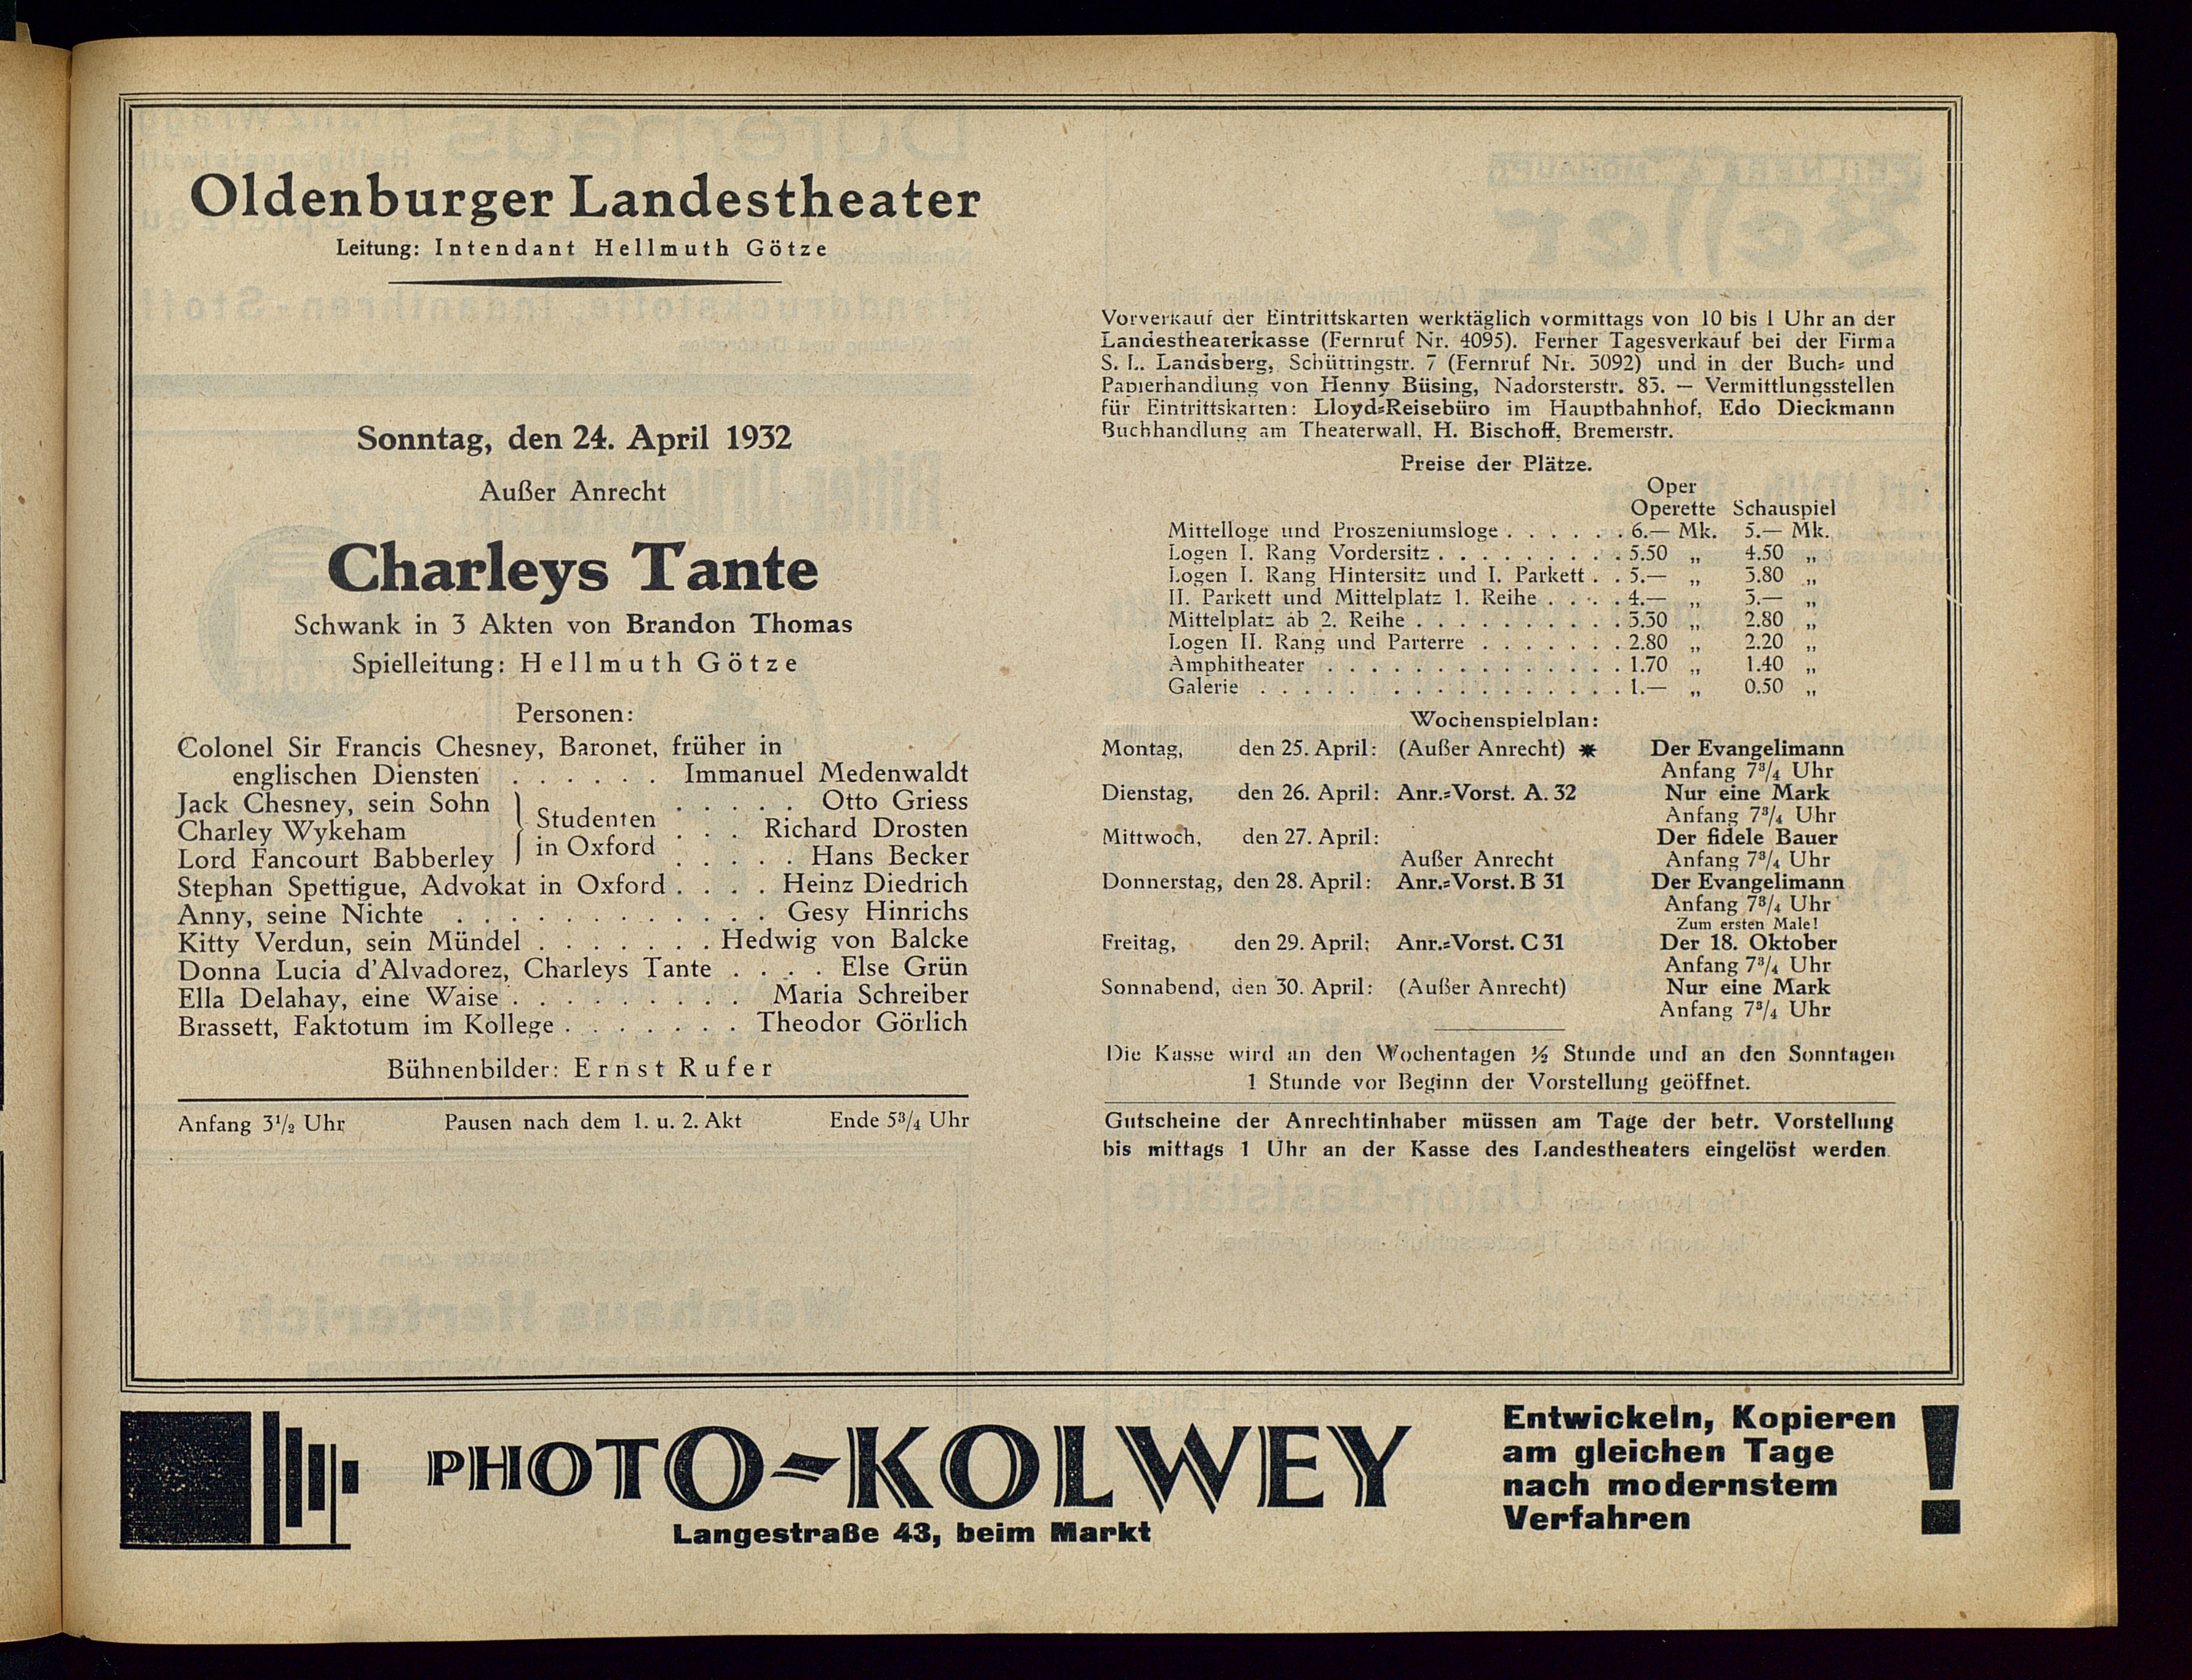 Oldenburger Landestheater
Leitung: Intendant Hellmuth Götze
Sonntag, den 24. April 1932
Außer Anrecht
Charleys Tante
Schwank in 3 Akten von Brandon Thomas
Spielleitung: Hellmuth Götze
Personen:
Colonel Sir Francis Chesney, Baronet, früher in
englischen Diensten . . . . . . Immanuel Medenwaldt
Jack Chesney, sein Sohn } Studenten in Oxford . . . . . Otto Griess
Charley Wykeham . . . Richard Drosten
Lord Fancourt Babberley . . . . . Hans Becker
Stephan Spettigue, Advokat in Oxford . . . . Heinz Diedrich
Anny, seine Nichte . . . . . . . . . . . . Gesy Hinrichs
Kitty Verdun, sein Mündel . . . . . . . Hedwig von Balcke
Donna Lucia d'Alvadorez, Charleys Tante . . . . Else Grün
Ella Delahay, eine Waise . . . . . . . . . Maria Schreiber
Brassett, Faktotum im Kollege . . . . . . . Theodor Görlich
Bühnenbilder: Ernst Rufer
Anfang 3½ Uhr Pausen nach dem 1. u. 2. Akt Ende 5¾ Uhr
Vorverkauf der Eintrittskarten werktäglich vormittags von 10 bis 1 Uhr an der
Landestheaterkasse (Fernruf Nr. 4095). Ferner Tagesverkauf bei der Firma
S. L. Landsberg, Schüttingstr. 7 (Fernruf Nr. 3092) und in der Buch- und
Papierhandlung von Henny Büsing, Nadorsterstr. 83. — Vermittlungsstellen
für Eintrittskarten: Lloyd-Reisebüro im Hauptbahnhof, Edo Dieckmann
Buchhandlung am Theaterwall, H. Bischoff, Bremerstr.
Preise der Plätze.
Oper
Operette Schauspiel
Mittelloge und Proszeniumsloge . . . . . . 6.— Mk. 5.— Mk.
Logen I. Rang Vordersitz . . . . . . . . . 5.50 „ 4.50 „
Logen I. Rang Hintersitz und I. Parkett . . 5.— „ 3.80 „
II. Parkett und Mittelplatz 1. Reihe . . . . 4.— „ 3.— „
Mittelplatz ab 2. Reihe . . . . . . . . . . 3.50 „ 2.80 „
Logen II. Rang und Parterre . . . . . . . 2.80 „ 2.20 „
Amphitheater . . . . . . . . . . . . . . 1.70 „ 1.40 „
Galerie . . . . . . . . . . . . . . . . . 1.— „ 0.50 „
Wochenspielplan:
Montag, den 25. April: (Außer Anrecht) ✷ Der Evangelimann
Anfang 7¾ Uhr
Dienstag, den 26. April: Anr.-Vorst. A. 32 Nur eine Mark
Anfang 7¾ Uhr
Mittwoch, den 27. April: Der fidele Bauer
Außer Anrecht Anfang 7¾ Uhr
Donnerstag, den 28. April: Anr.-Vorst. B 31 Der Evangelimann
Anfang 7¾ Uhr
Zum ersten Male!
Freitag, den 29. April: Anr.-Vorst. C 31 Der 18. Oktober
Anfang 7¾ Uhr
Sonnabend, den 30. April: (Außer Anrecht) Nur eine Mark
Anfang 7¾ Uhr
Die Kasse wird an den Wochentagen ½ Stunde und an den Sonntagen
1 Stunde vor Beginn der Vorstellung geöffnet.
Gutscheine der Anrechtinhaber müssen am Tage der betr. Vorstellung
bis mittags 1 Uhr an der Kasse des Landestheaters eingelöst werden.
PHOTO-KOLWEY
Langestraße 43, beim Markt
Entwickeln, Kopieren
am gleichen Tage
nach modernstem
Verfahren !